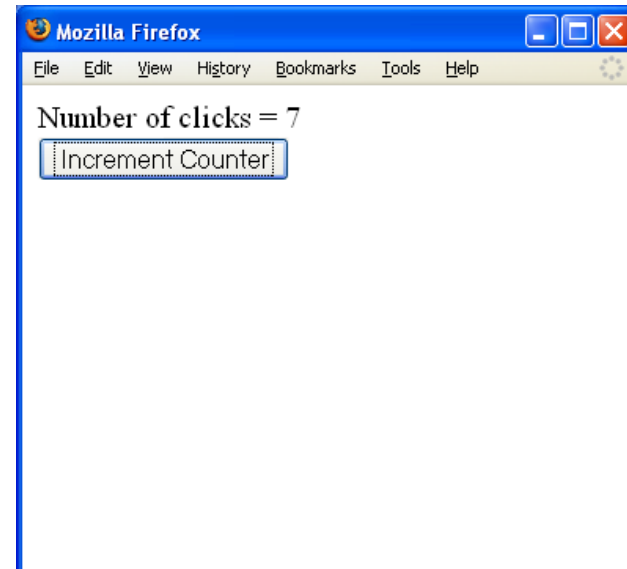 Mozilla Firefox
File Edit View History Bookmarks Tools Help
Number of clicks = 7
Increment Counter